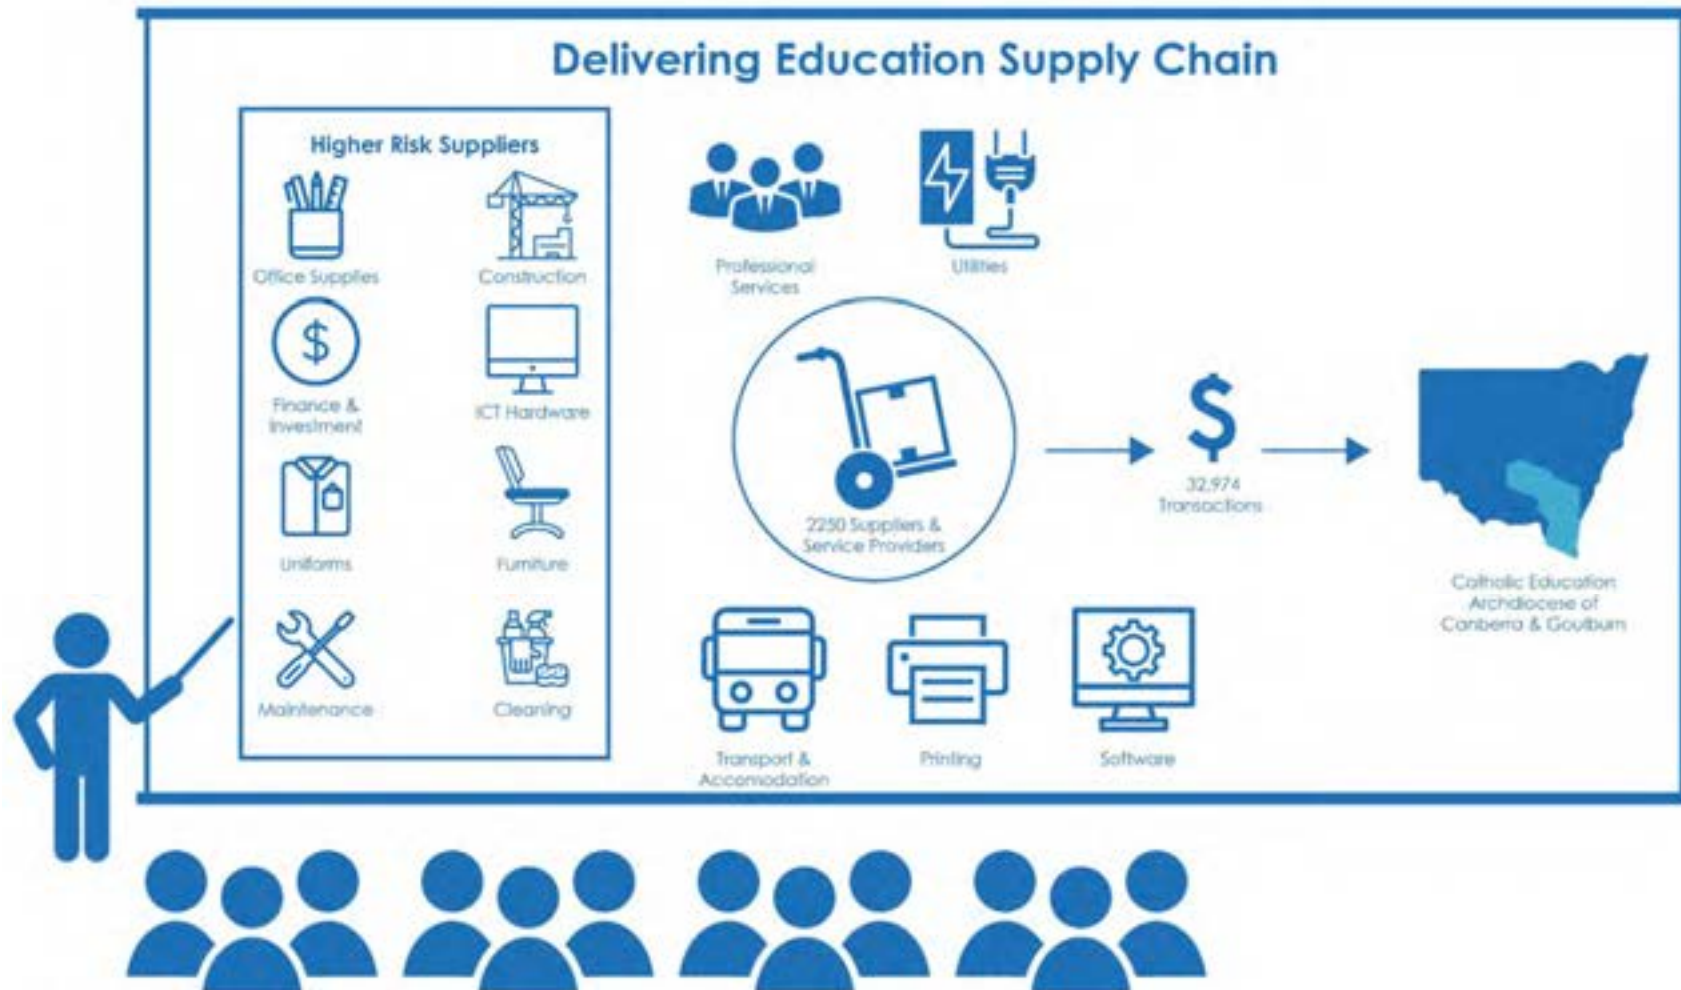 Delivering Education Supply Chain
Higher Risk Suppliers
Office Supplies
Construction
Finance &
Investment
ICT Hardware
Uniforms
Furniture
Maintenance
Cleaning
Professional
Services
Utilities
2250 Suppliers &
Service Providers
$
32,974
Transactions
Catholic Education
Archdiocese of
Canberra & Goulburn
Transport &
Accomodation
Printing
Software